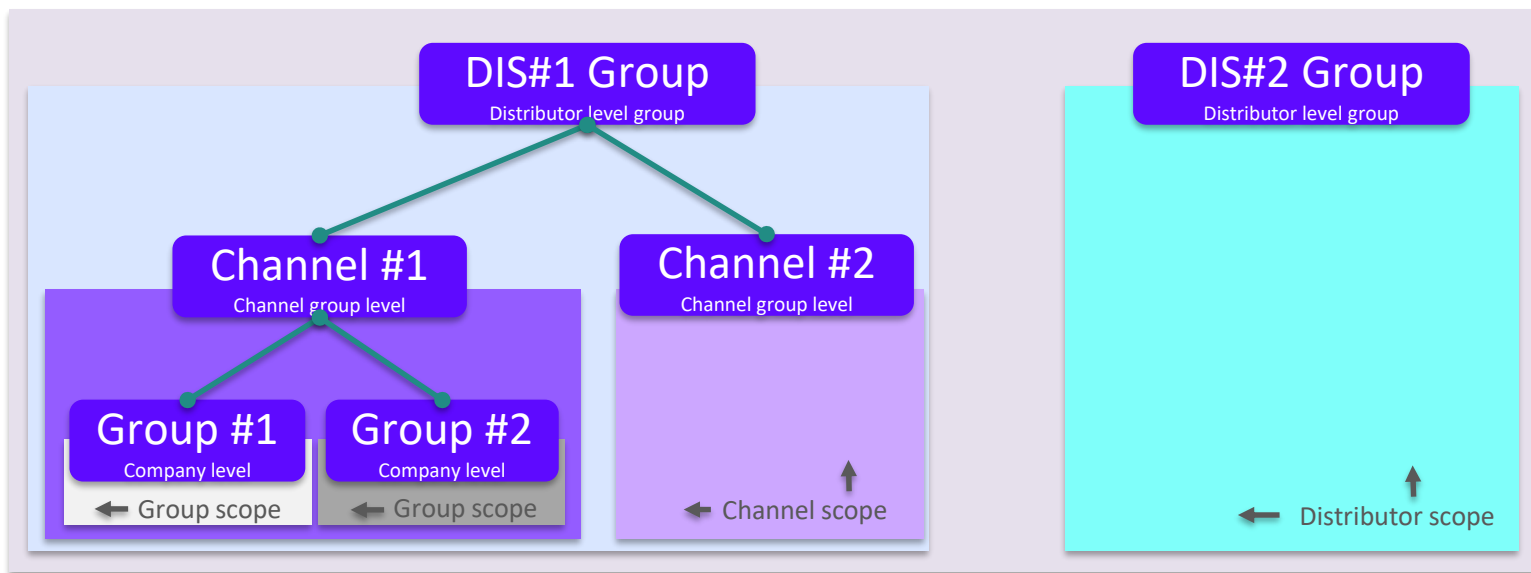 DIS#1 Group
Distributor level group
DIS#2 Group
Distributor level group
Channel #1
Channel group level
Channel #2
Channel group level
Group #1
Company level
Group #2
Company level
Group scope
Group scope
Channel scope
Distributor scope